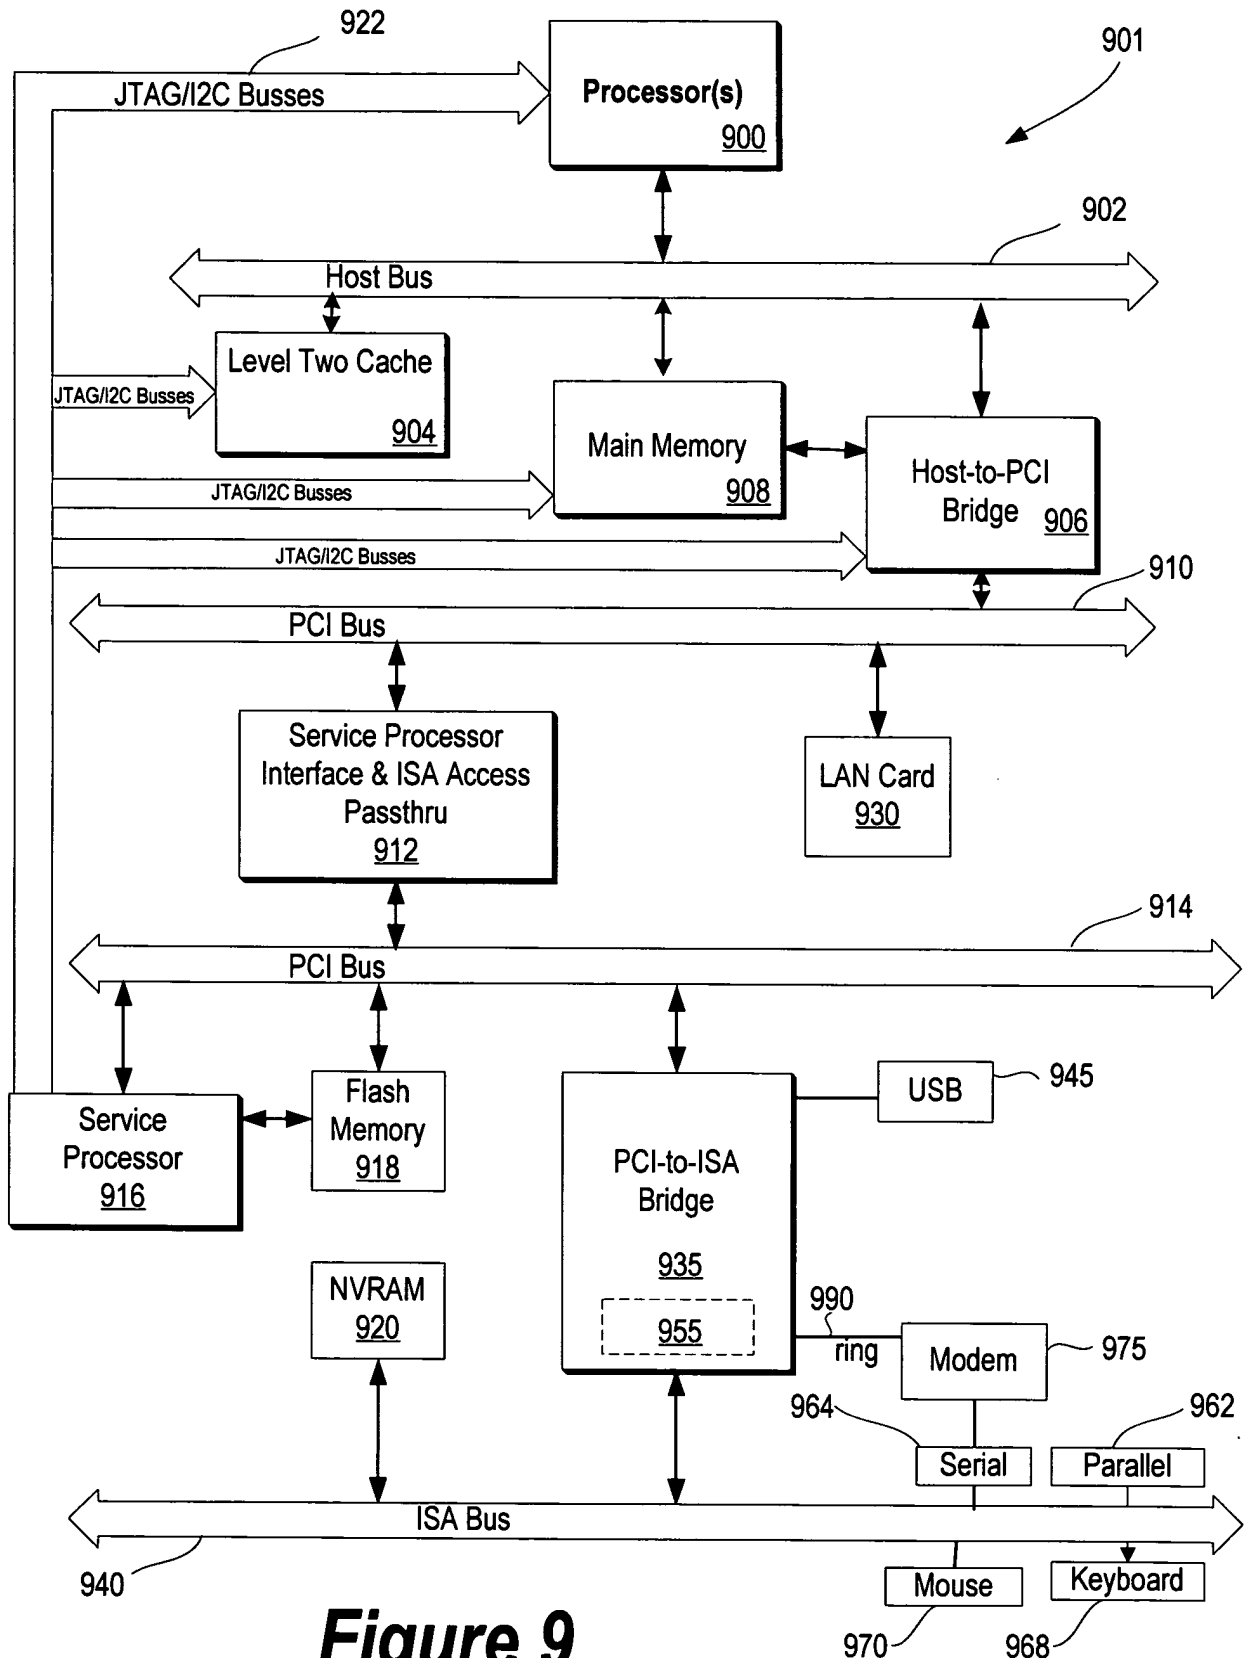 922
901
JTAG/I2C Busses
Processor(s)
900
902
Host Bus
Level Two Cache
904
JTAG/I2C Busses
Main Memory
908
Host-to-PCI
Bridge
906
JTAG/I2C Busses
JTAG/I2C Busses
910
PCI Bus
Service Processor
Interface & ISA Access
Passthru
912
LAN Card
930
914
PCI Bus
Service
Processor
916
Flash
Memory
918
PCI-to-ISA
Bridge
935
955
USB
945
NVRAM
920
990
ring
Modem
975
964
962
Serial
Parallel
ISA Bus
940
Mouse
970
Keyboard
968
Figure 9